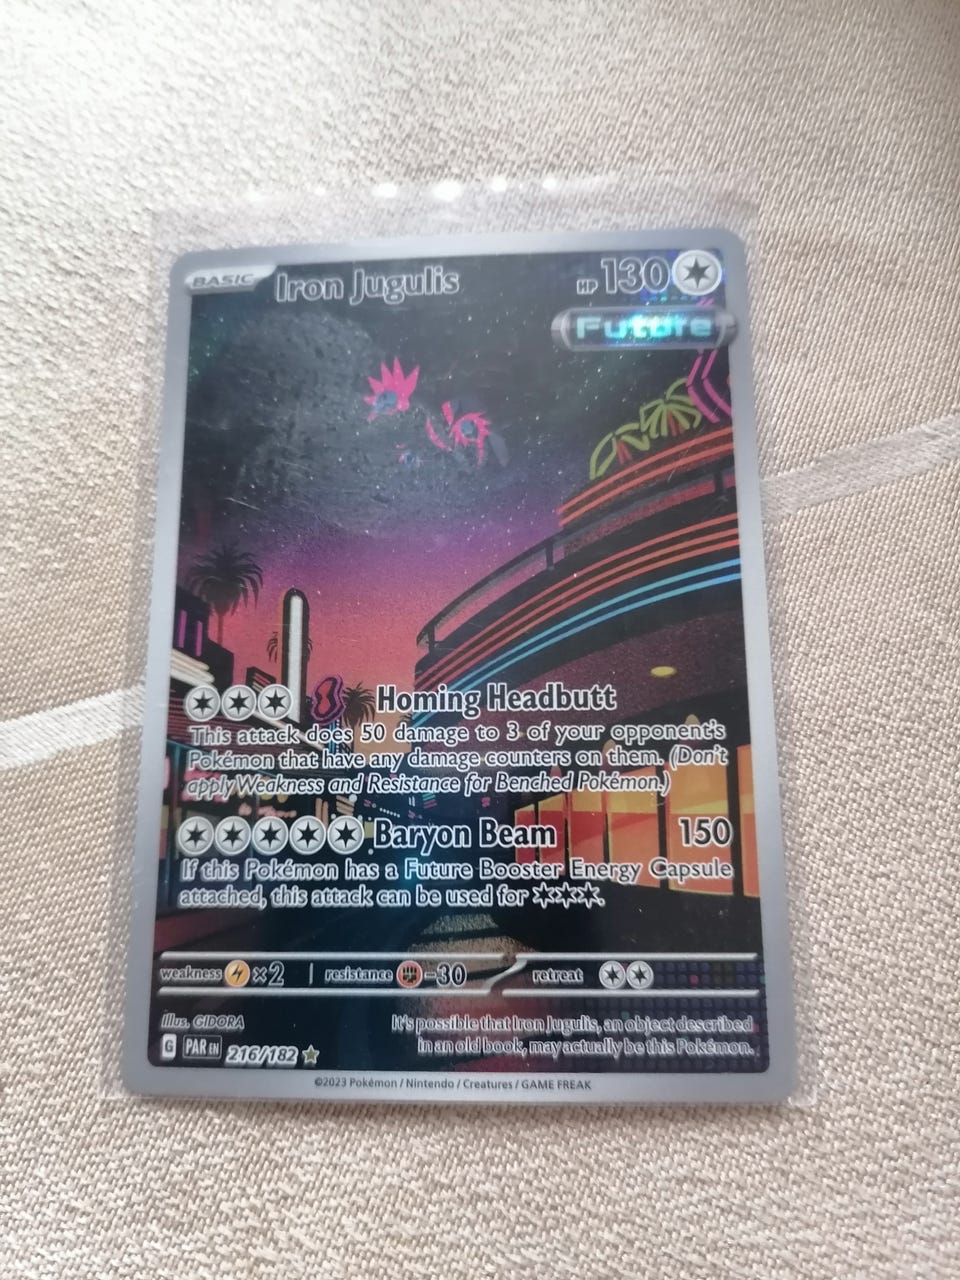 BASIC Iron Jugulis HP 130
Future
Homing Headbutt
This attack does 50 damage to 3 of your opponent's
Pokémon that have any damage counters on them. (Don't
apply Weakness and Resistance for Benched Pokémon.)
Baryon Beam 150
If this Pokémon has a Future Booster Energy Capsule
attached, this attack can be used for ✶✶✶.
weakness ×2 | resistance -30 retreat
Illus. GIDORA
It's possible that Iron Jugulis, an object described
in an old book, may actually be this Pokémon.
G PAR EN 216/182 ★
©2023 Pokémon / Nintendo / Creatures / GAME FREAK